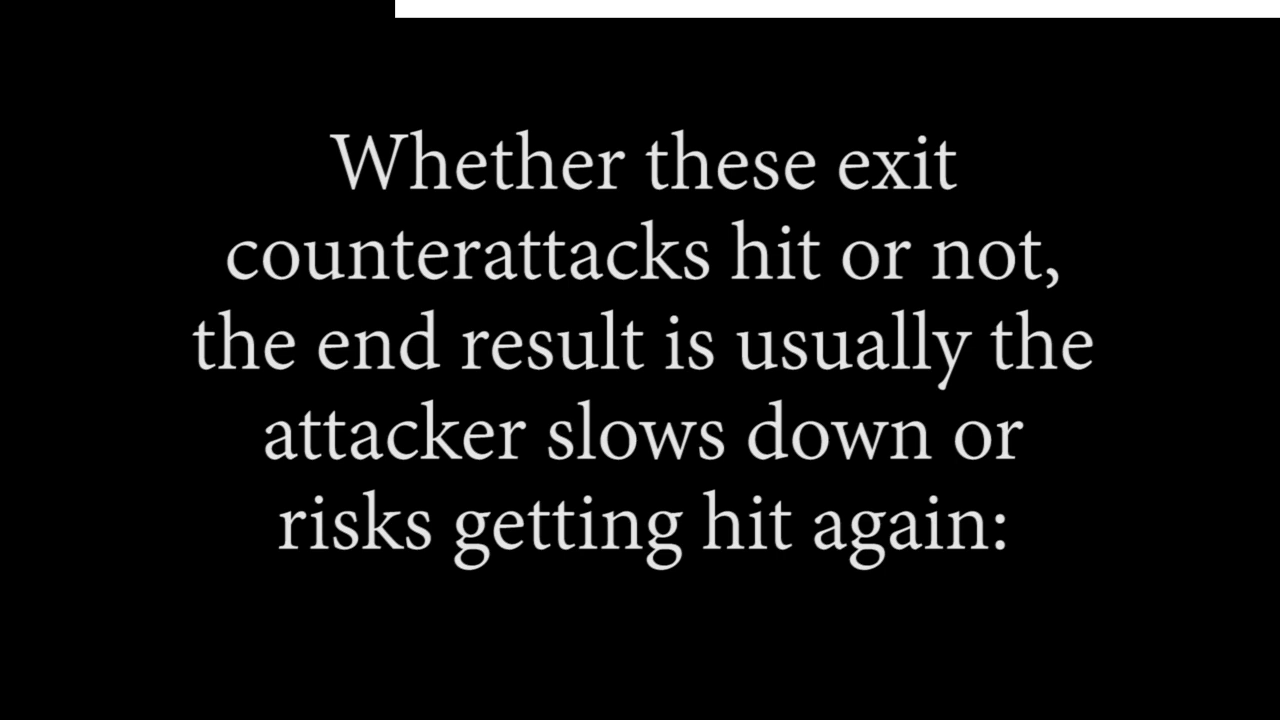 Whether these exit
counterattacks hit or not,
the end result is usually the
attacker slows down or
risks getting hit again: